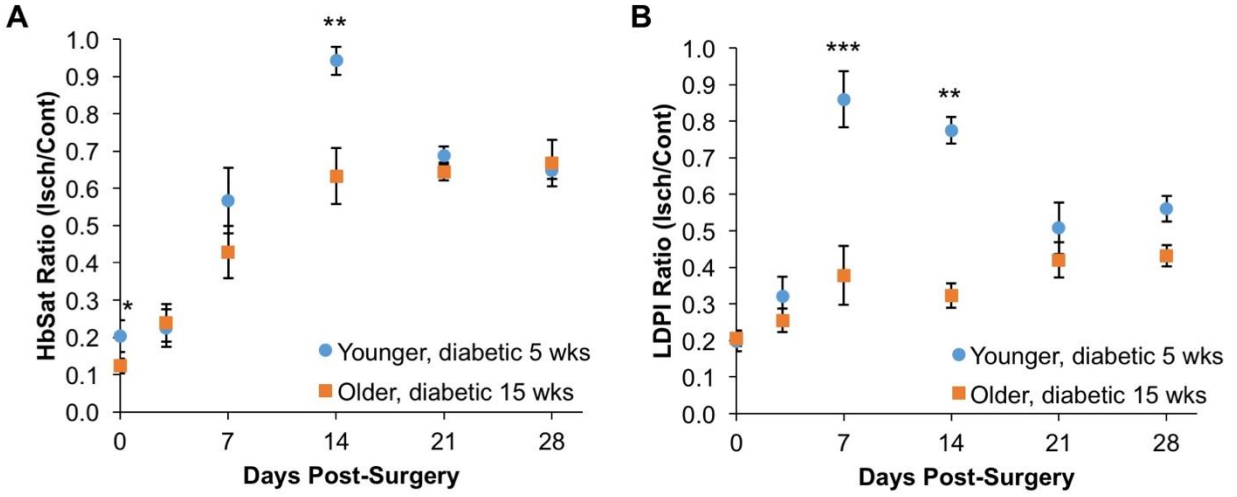 A
HbSat Ratio (Isch/Cont)
1.0
0.9
0.8
0.7
0.6
0.5
0.4
0.3
0.2
0.1
0.0
*
**
Younger, diabetic 5 wks
Older, diabetic 15 wks
0 7 14 21 28
Days Post-Surgery
B
LDPI Ratio (Isch/Cont)
1.0
0.9
0.8
0.7
0.6
0.5
0.4
0.3
0.2
0.1
0.0
***
**
Younger, diabetic 5 wks
Older, diabetic 15 wks
0 7 14 21 28
Days Post-Surgery